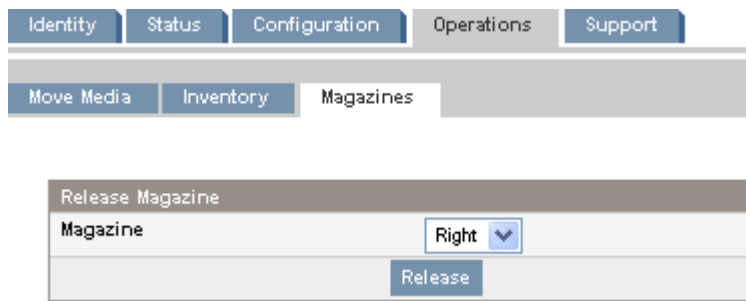 Identity Status Configuration Operations Support
Move Media Inventory Magazines
Release Magazine
Magazine Right
Release